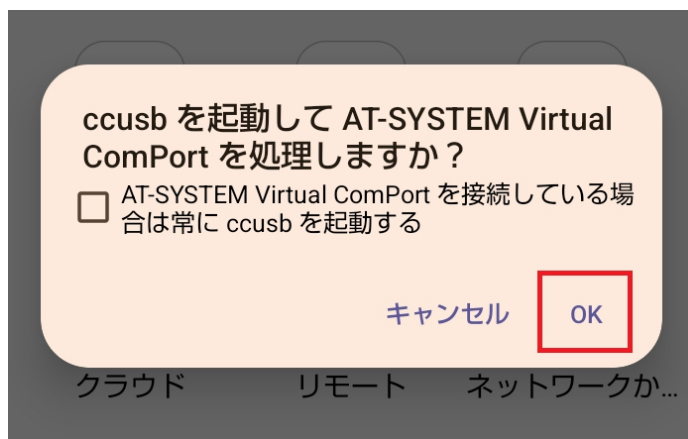 ccusb を起動して AT-SYSTEM Virtual
ComPort を処理しますか？
AT-SYSTEM Virtual ComPort を接続している場
合は常に ccusb を起動する
キャンセル OK
クラウド リモート ネットワークか...